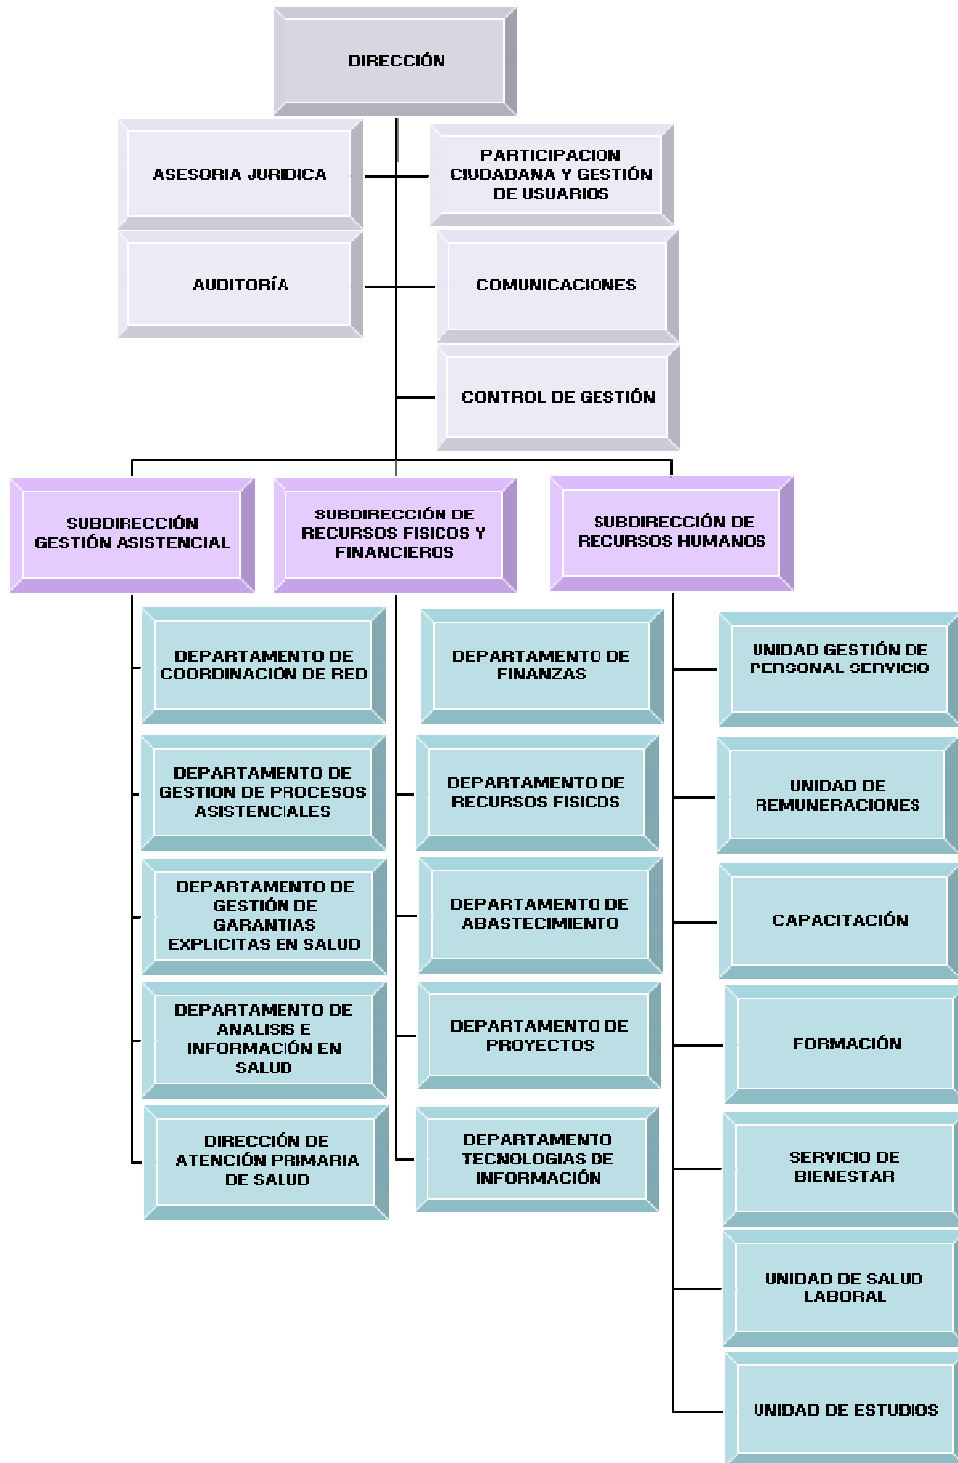 DIRECCIÓN
ASESORIA JURIDICA
PARTICIPACION
CIUDADANA Y GESTIÓN
DE USUARIOS
AUDITORÍA
COMUNICACIONES
CONTROL DE GESTIÓN
SUBDIRECCIÓN
GESTIÓN ASISTENCIAL
SUBDIRECCIÓN DE
RECURSOS FISICOS Y
FINANCIEROS
SUBDIRECCIÓN DE
RECURSOS HUMANOS
DEPARTAMENTO DE
COORDINACIÓN DE RED
DEPARTAMENTO DE
GESTION DE PROCESOS
ASISTENCIALES
DEPARTAMENTO DE
GESTIÓN DE
GARANTIAS
EXPLICITAS EN SALUD
DEPARTAMENTO DE
ANALISIS E
INFORMACIÓN EN
SALUD
DIRECCIÓN DE
ATENCIÓN PRIMARIA
DE SALUD
DEPARTAMENTO DE
FINANZAS
DEPARTAMENTO DE
RECURSOS FISICOS
DEPARTAMENTO DE
ABASTECIMIENTO
DEPARTAMENTO DE
PROYECTOS
DEPARTAMENTO
TECNOLOGIAS DE
INFORMACIÓN
UNIDAD GESTIÓN DE
PERSONAL SERVICIO
UNIDAD DE
REMUNERACIONES
CAPACITACIÓN
FORMACIÓN
SERVICIO DE
BIENESTAR
UNIDAD DE SALUD
LABORAL
UNIDAD DE ESTUDIOS